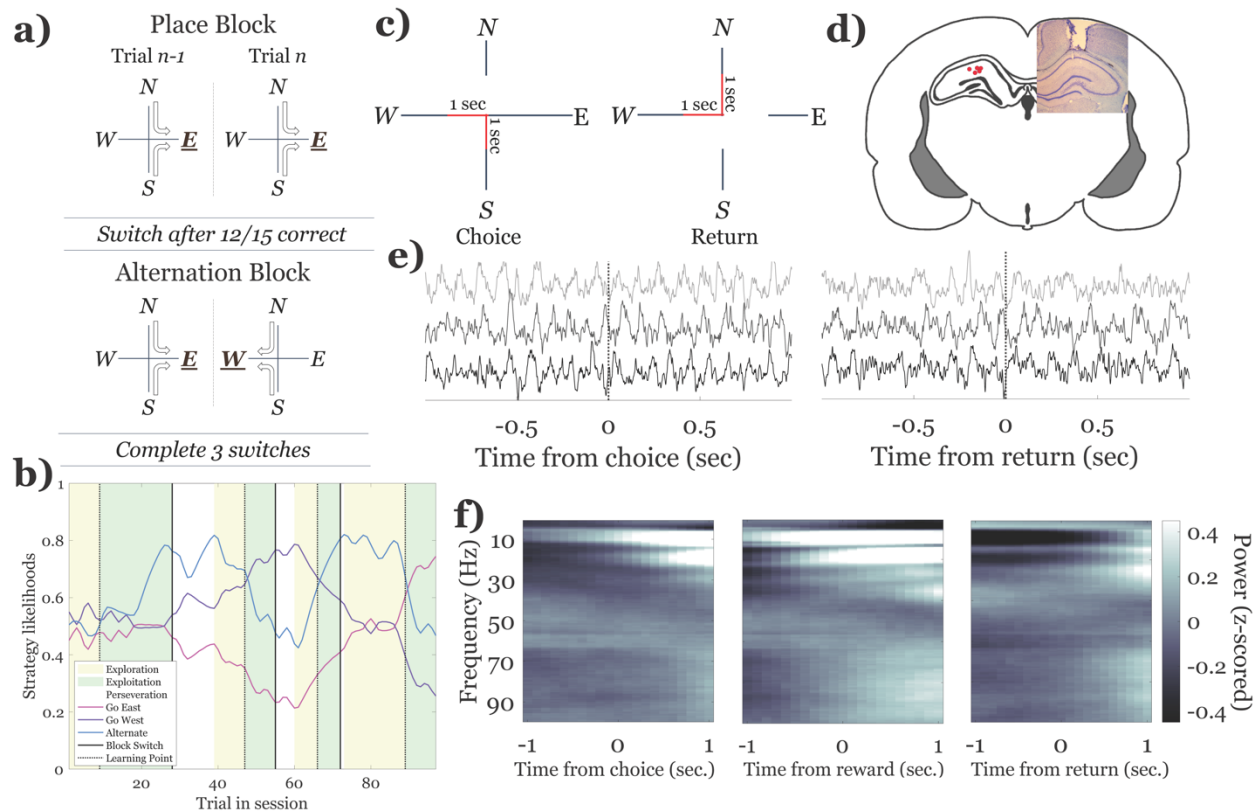 a)
Place Block
Trial n-1
Trial n
N
N
W
E
W
E
S
S
Switch after 12/15 correct
Alternation Block
N
N
W
E
W
E
S
S
Complete 3 switches
b)
Strategy likelihoods
1
0.8
0.6
0.4
0.2
0
Exploration
Exploitation
Perseveration
Go East
Go West
Alternate
Block Switch
Learning Point
20
40
60
80
Trial in session
c)
N
W
1 sec
1 sec
E
S
Choice
N
1 sec
W
1 sec
E
S
Return
d)
e)
-0.5
0
0.5
Time from choice (sec)
-0.5
0
0.5
Time from return (sec)
f)
Frequency (Hz)
10
30
50
70
90
-1
0
1
Time from choice (sec.)
-1
0
1
Time from reward (sec.)
-1
0
1
Time from return (sec.)
0.4
0.2
0
-0.2
-0.4
Power (z-scored)